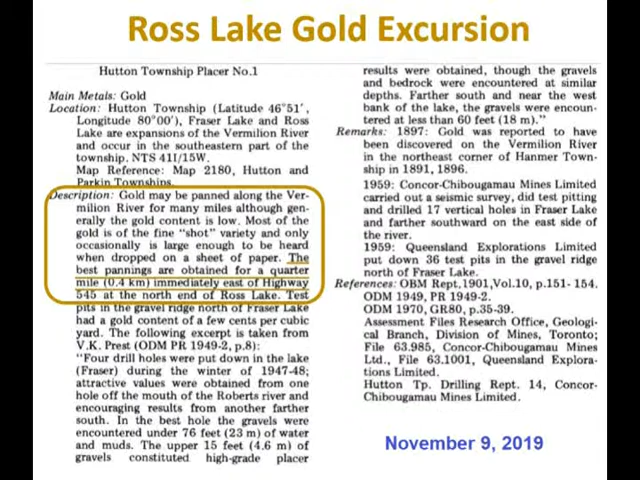 Ross Lake Gold Excursion
Hutton Township Placer No.1
Main Metals: Gold
Location: Hutton Township (Latitude 46°51',
Longitude 80°00'), Fraser Lake and Ross
Lake are expansions of the Vermilion River
and occur in the southeastern part of the
township. NTS 41I/15W.
Map Reference: Map 2180, Hutton and
Parkin Townships.
Description: Gold may be panned along the Ver-
milion River for many miles although gen-
erally the gold content is low. Most of the
gold is of the fine "shot" variety and only
occasionally is large enough to be heard
when dropped on a sheet of paper. The
best pannings are obtained for a quarter
mile (0.4 km) immediately east of Highway
545 at the north end of Ross Lake. Test
pits in the gravel ridge north of Fraser Lake
had a gold content of a few cents per cubic
yard. The following excerpt is taken from
V.K. Prest (ODM PR 1949-2, p.8):
"Four drill holes were put down in the lake
(Fraser) during the winter of 1947-48;
attractive values were obtained from one
hole off the mouth of the Roberts river and
encouraging results from another farther
south. In the best hole the gravels were
encountered under 76 feet (23 m) of water
and muds. The upper 15 feet (4.6 m) of
gravels constituted high-grade placer
results were obtained, though the gravels
and bedrock were encountered at similar
depths. Farther south and near the west
bank of the lake, the gravels were encoun-
tered at less than 60 feet (18 m)."
Remarks: 1897: Gold was reported to have
been discovered on the Vermilion River
in the northeast corner of Hanmer Town-
ship in 1891, 1896.
1959: Concor-Chibougamau Mines Limited
carried out a seismic survey, did test pitting
and drilled 17 vertical holes in Fraser Lake
and farther southward on the east side of
the river.
1959: Queensland Explorations Limited
put down 36 test pits in the gravel ridge
north of Fraser Lake.
References: OBM Rept,1901,Vol.10, p.151- 154.
ODM 1949, PR 1949-2.
ODM 1970, GR80, p.35-39.
Assessment Files Research Office, Geologi-
cal Branch, Division of Mines, Toronto;
File 63.985, Concor-Chibougamau Mines
Ltd., File 63.1001, Queensland Explora-
tions Limited.
Hutton Tp. Drilling Rept. 14, Concor-
Chibougamau Mines Limited.
November 9, 2019